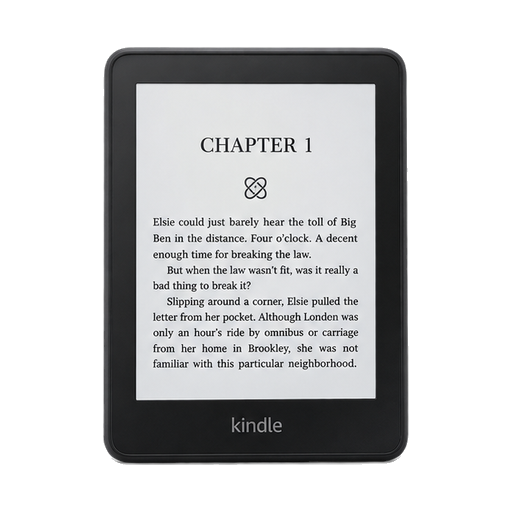 CHAPTER 1
Elsie could just barely hear the toll of Big
Ben in the distance. Four o'clock. A decent
enough time for breaking the law.
But when the law wasn't fit, was it really a
bad thing to break it?
Slipping around a corner, Elsie pulled the
letter from her pocket. Although Londen was
only an hour's ride by omnibus or carriage
from her home in Brookley, she was not
familiar with this particular neighborhood.
kindle